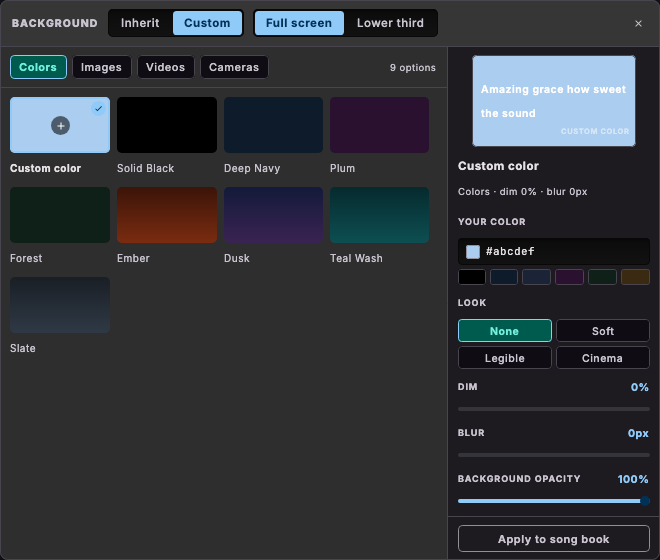 BACKGROUND Inherit Custom Full screen Lower third ×
Colors Images Videos Cameras 9 options
Custom color Solid Black Deep Navy Plum
Forest Ember Dusk Teal Wash
Slate
Amazing grace how sweet
the sound
CUSTOM COLOR
Custom color
Colors · dim 0% · blur 0px
YOUR COLOR
#abcdef
LOOK
None Soft
Legible Cinema
DIM 0%
BLUR 0px
BACKGROUND OPACITY 100%
Apply to song book